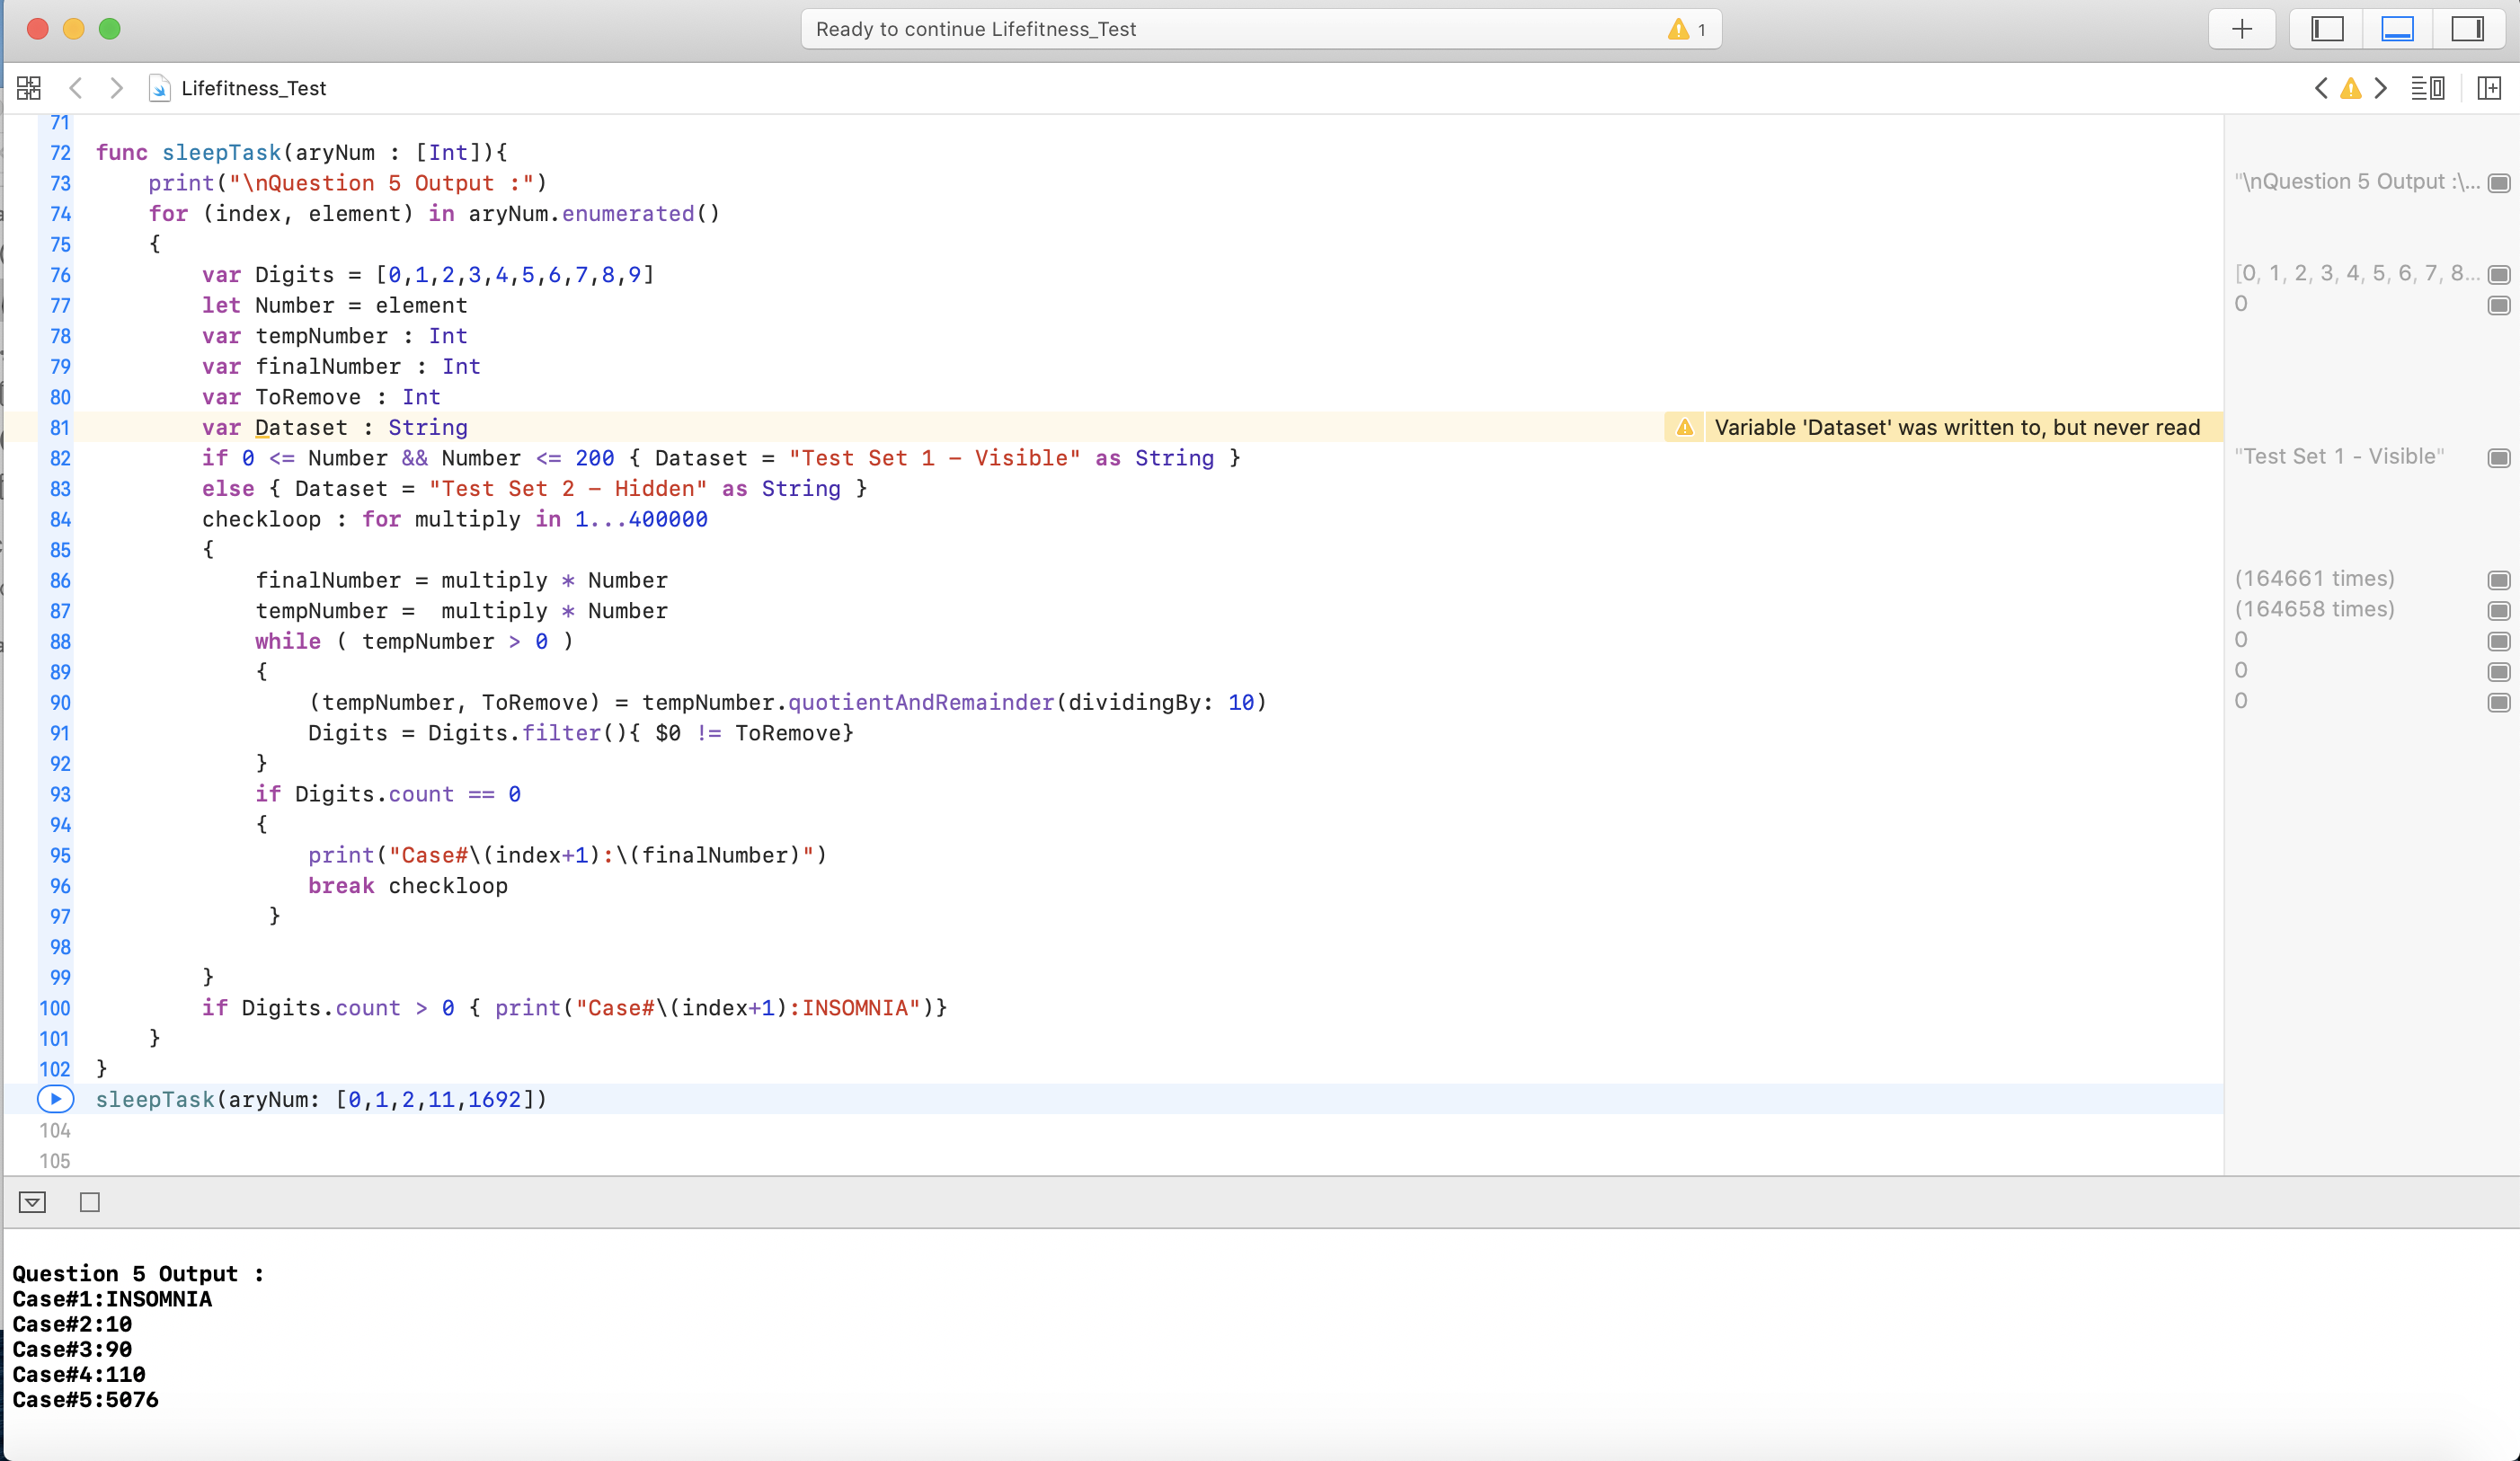 Ready to continue Lifefitness_Test 1
Lifefitness_Test
71
72 func sleepTask(aryNum : [Int]){
73 print("\nQuestion 5 Output :") "\nQuestion 5 Output :\...
74 for (index, element) in aryNum.enumerated()
75 {
76 var Digits = [0,1,2,3,4,5,6,7,8,9] [0, 1, 2, 3, 4, 5, 6, 7, 8...
77 let Number = element 0
78 var tempNumber : Int
79 var finalNumber : Int
80 var ToRemove : Int
81 var Dataset : String Variable 'Dataset' was written to, but never read
82 if 0 <= Number && Number <= 200 { Dataset = "Test Set 1 – Visible" as String } "Test Set 1 - Visible"
83 else { Dataset = "Test Set 2 – Hidden" as String }
84 checkloop : for multiply in 1...400000
85 {
86 finalNumber = multiply * Number (164661 times)
87 tempNumber =  multiply * Number (164658 times)
88 while ( tempNumber > 0 ) 0
89 { 0
90 (tempNumber, ToRemove) = tempNumber.quotientAndRemainder(dividingBy: 10) 0
91 Digits = Digits.filter(){ $0 != ToRemove}
92 }
93 if Digits.count == 0
94 {
95 print("Case#\(index+1):\(finalNumber)")
96 break checkloop
97 }
98
99 }
100 if Digits.count > 0 { print("Case#\(index+1):INSOMNIA")}
101 }
102 }
sleepTask(aryNum: [0,1,2,11,1692])
104
105
Question 5 Output :
Case#1:INSOMNIA
Case#2:10
Case#3:90
Case#4:110
Case#5:5076